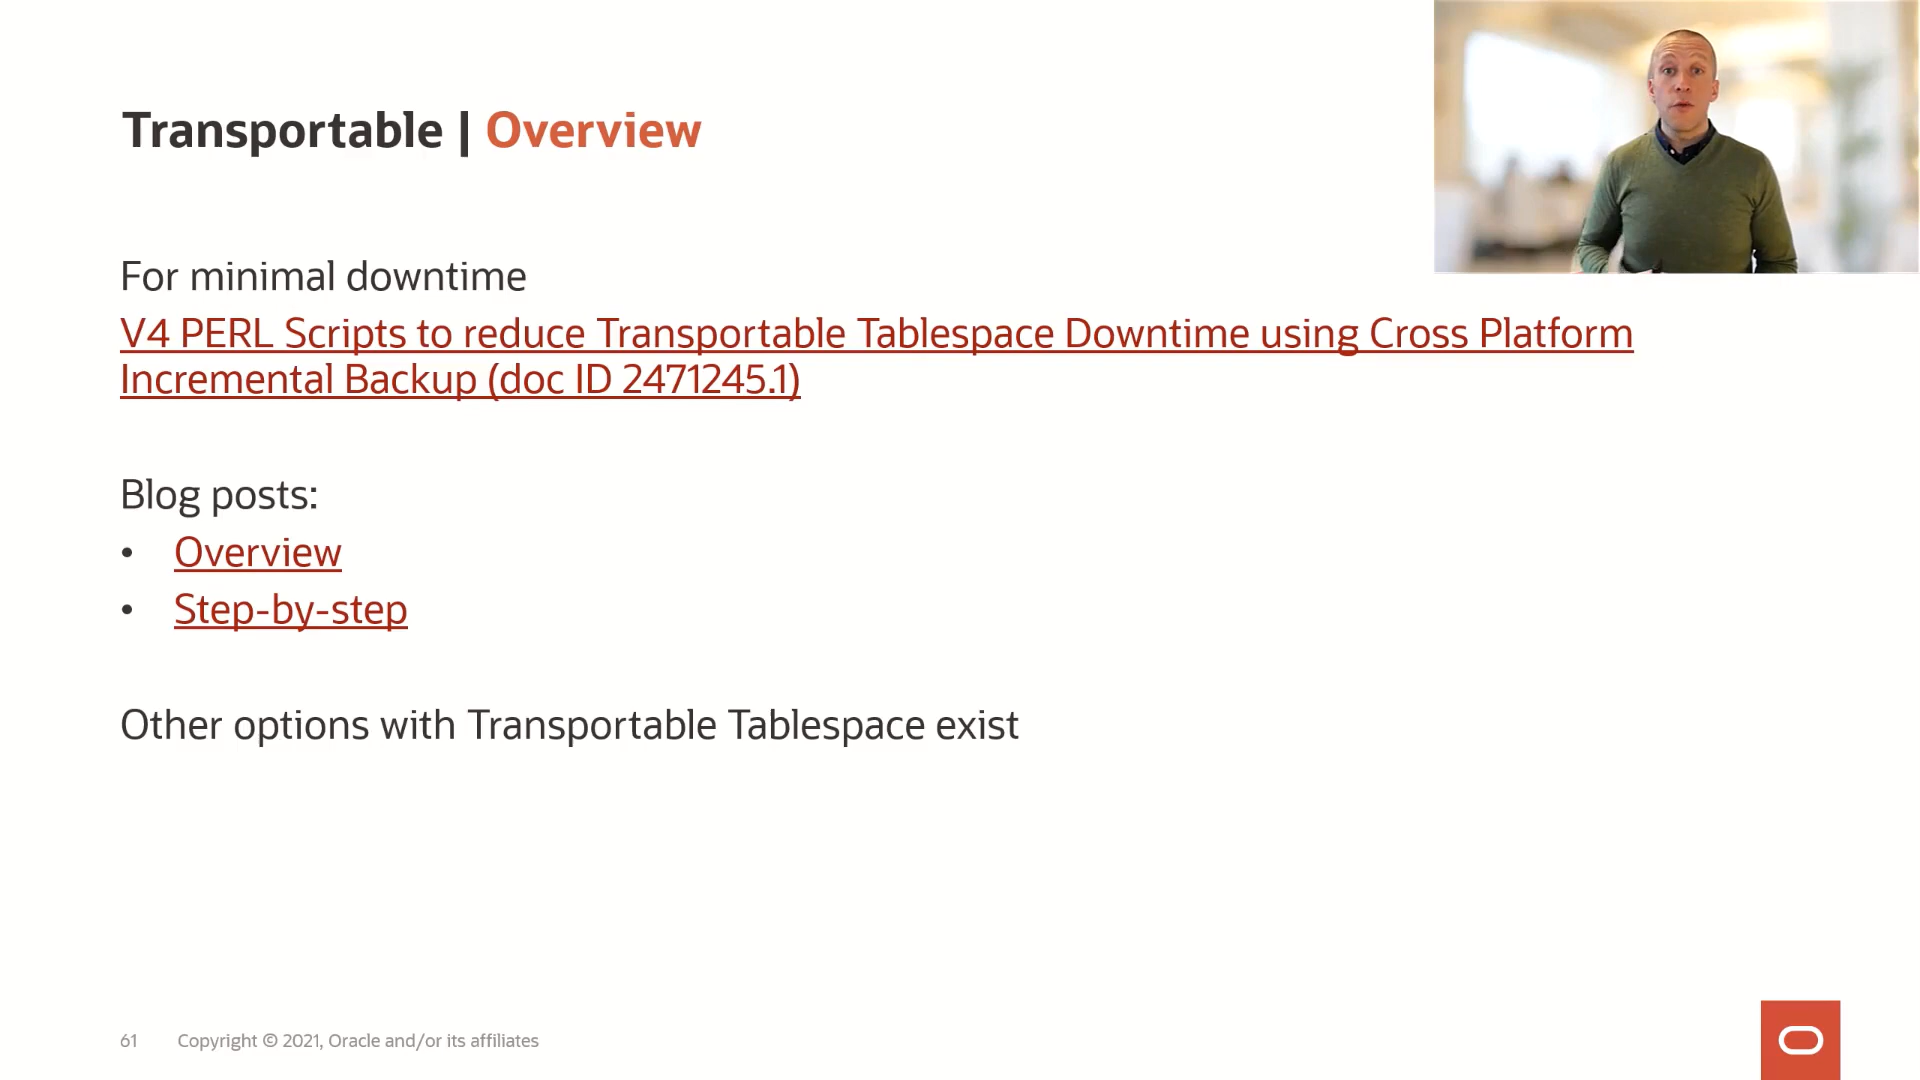 Transportable | Overview
For minimal downtime
V4 PERL Scripts to reduce Transportable Tablespace Downtime using Cross Platform
Incremental Backup (doc ID 2471245.1)
Blog posts:
• Overview
• Step-by-step
Other options with Transportable Tablespace exist
61 Copyright © 2021, Oracle and/or its affiliates